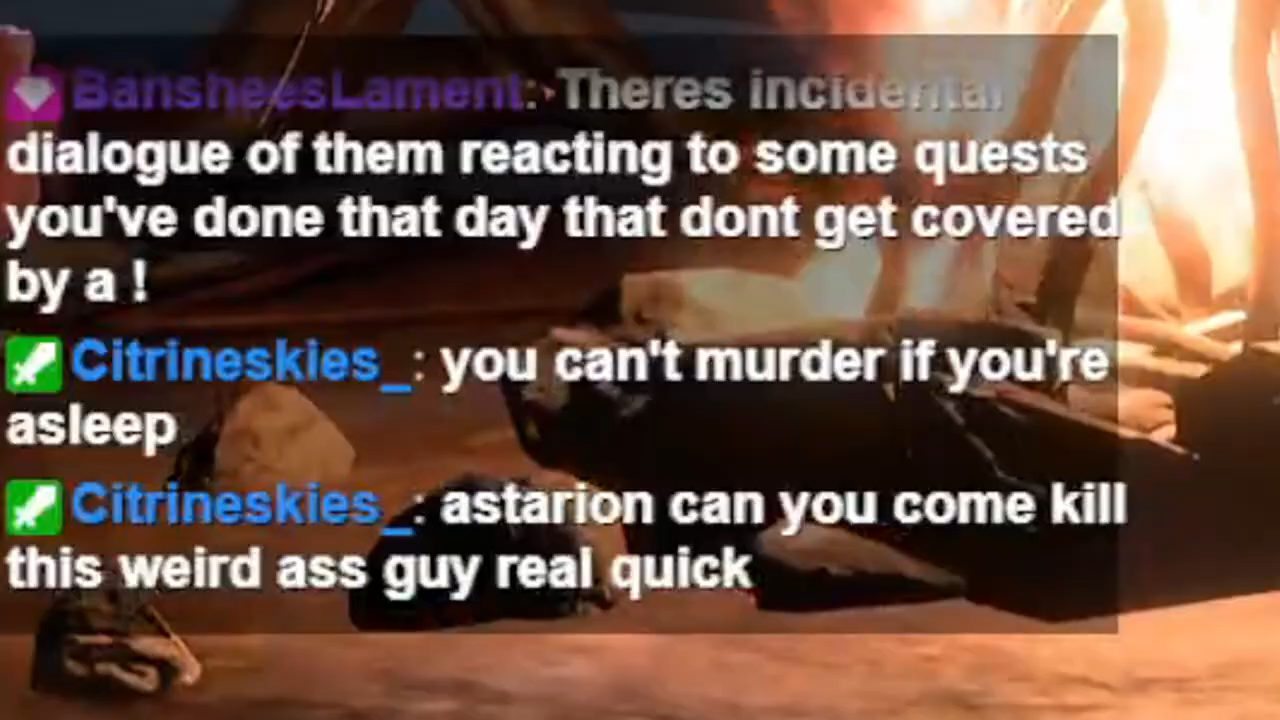 BansheesLament: Theres incidental
dialogue of them reacting to some quests
you've done that day that dont get covered
by a !
Citrineskies_: you can't murder if you're
asleep
Citrineskies_: astarion can you come kill
this weird ass guy real quick